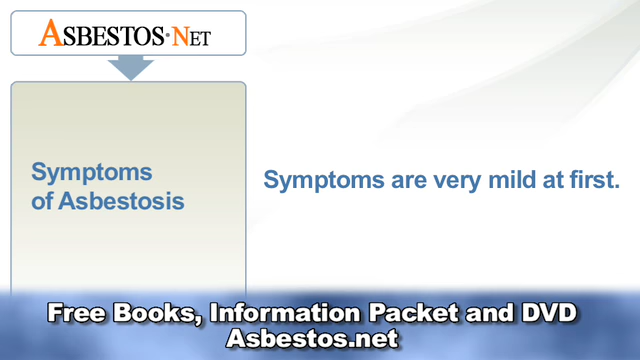 ASBESTOS·NET
Symptoms
of Asbestosis
Symptoms are very mild at first.
Free Books, Information Packet and DVD
Asbestos.net